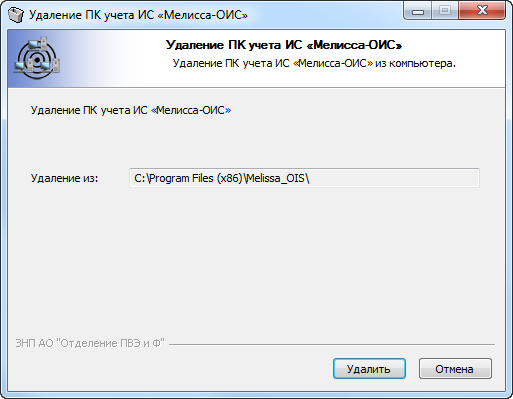 Удаление ПК учета ИС «Мелисса-ОИС»
Удаление ПК учета ИС «Мелисса-ОИС»
Удаление ПК учета ИС «Мелисса-ОИС» из компьютера.
Удаление ПК учета ИС «Мелисса-ОИС»
Удаление из: C:\Program Files (x86)\Melissa_OIS\
ЗНП АО "Отделение ПВЭ и Ф"
Удалить Отмена